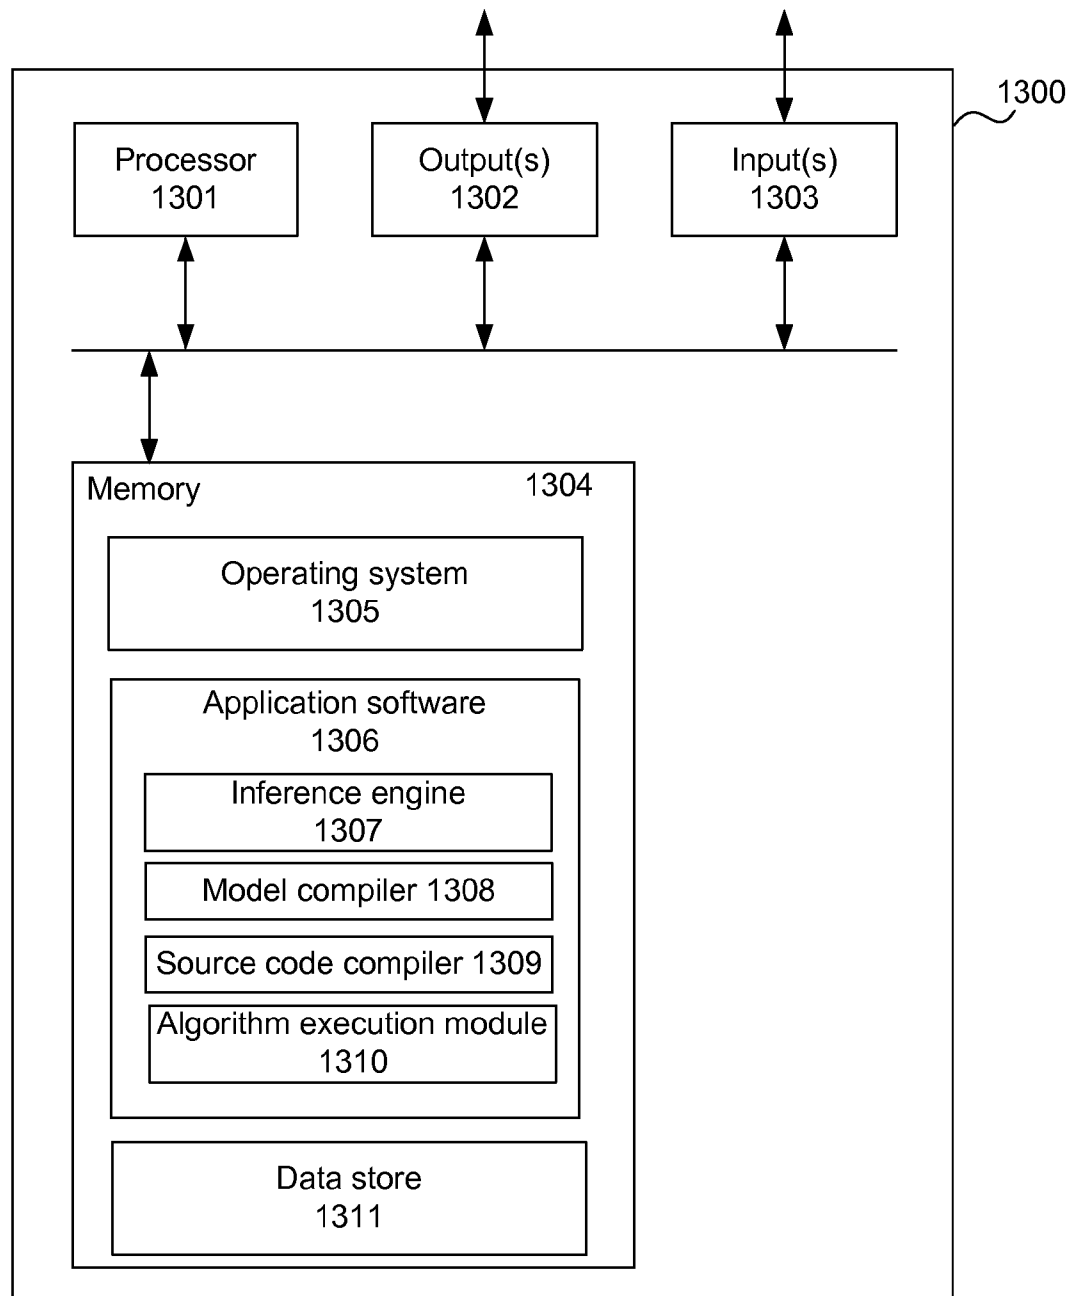 1300
Processor
1301
Output(s)
1302
Input(s)
1303
Memory
1304
Operating system
1305
Application software
1306
Inference engine
1307
Model compiler 1308
Source code compiler 1309
Algorithm execution module
1310
Data store
1311